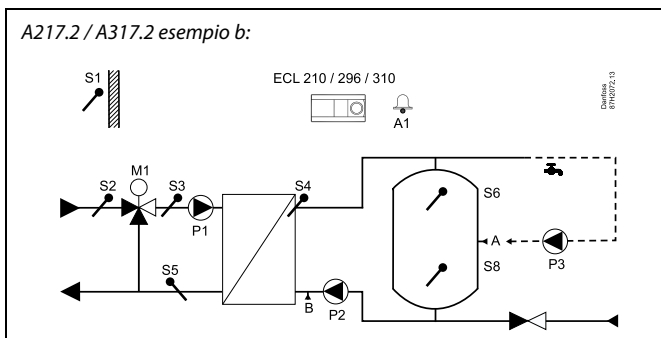 A217.2 / A317.2 esempio b:
S1
ECL 210 / 296 / 310
A1
Danfoss
87H2072.13
M1
S2
S3
S4
S6
P1
A
P3
S8
S5
B
P2